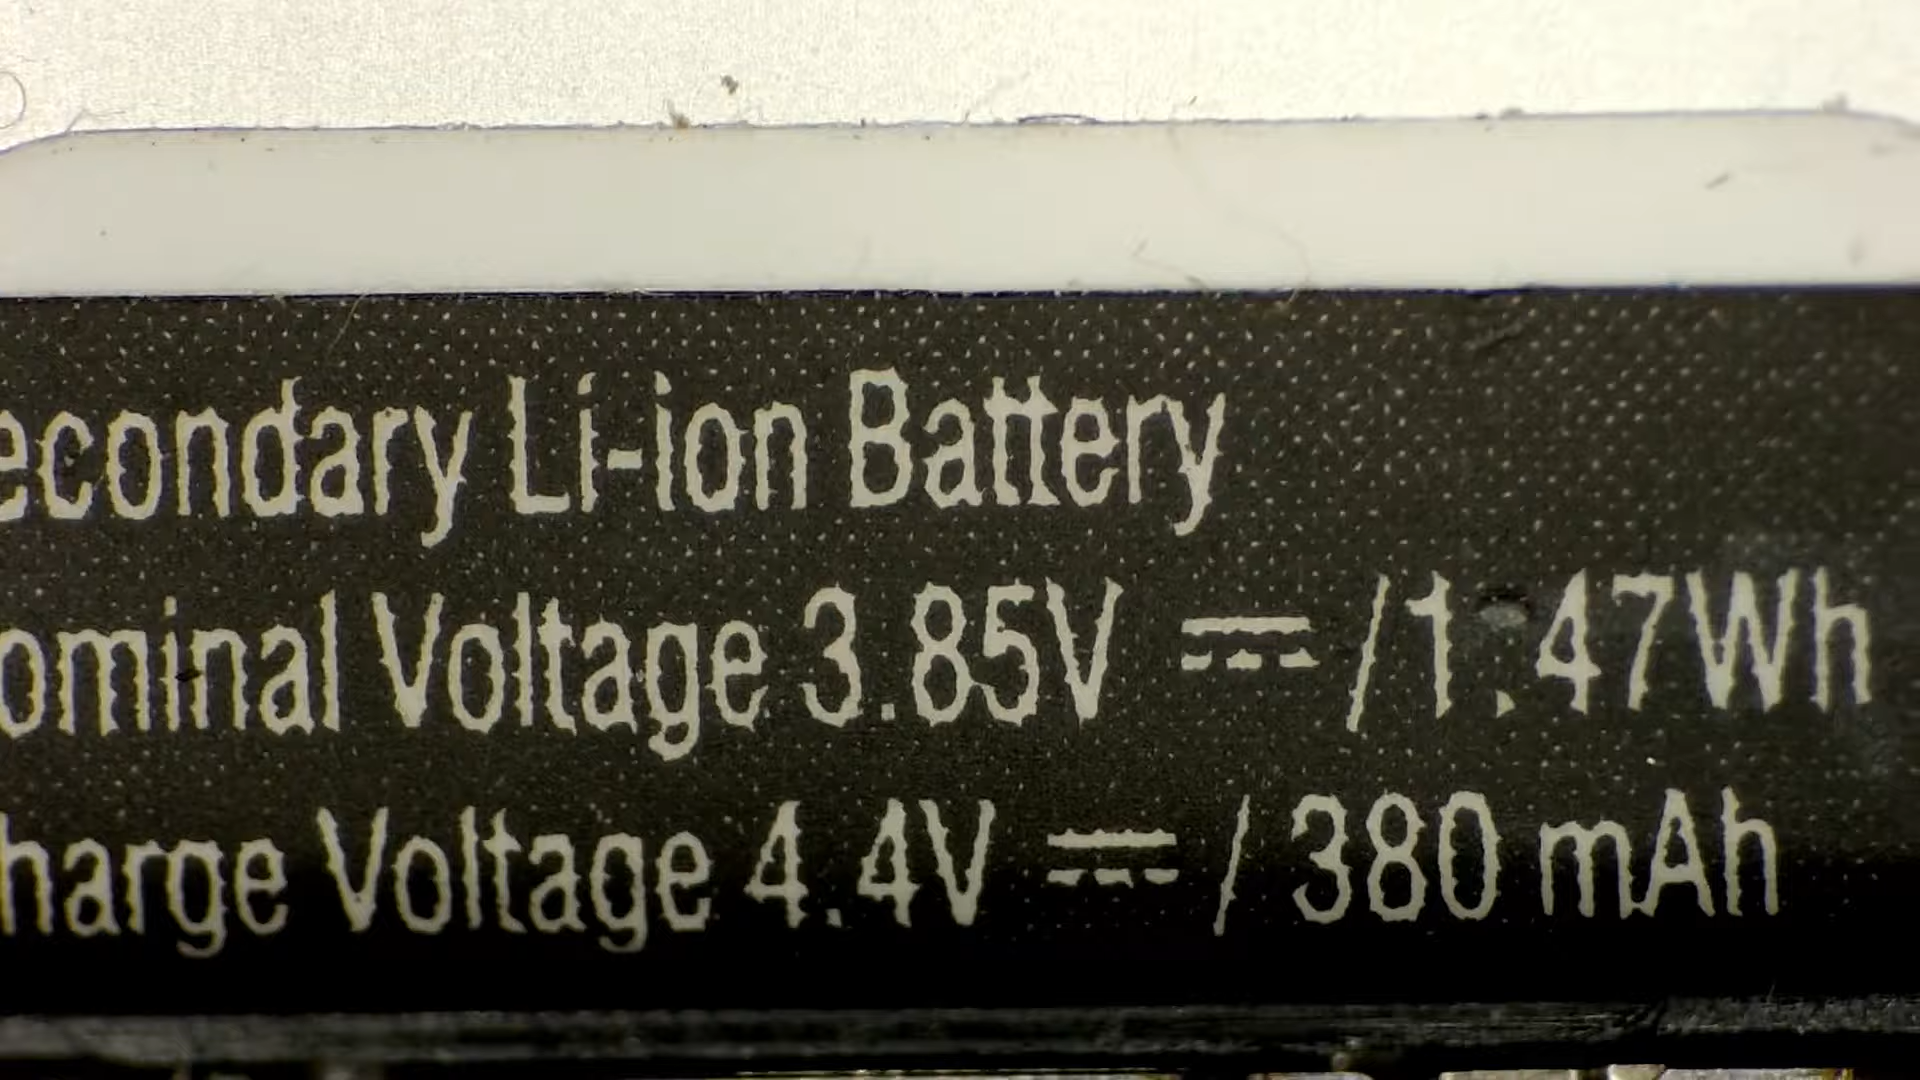 econdary Li-ion Battery
ominal Voltage 3.85V ⎓ /1.47Wh
harge Voltage 4.4V ⎓ / 380 mAh